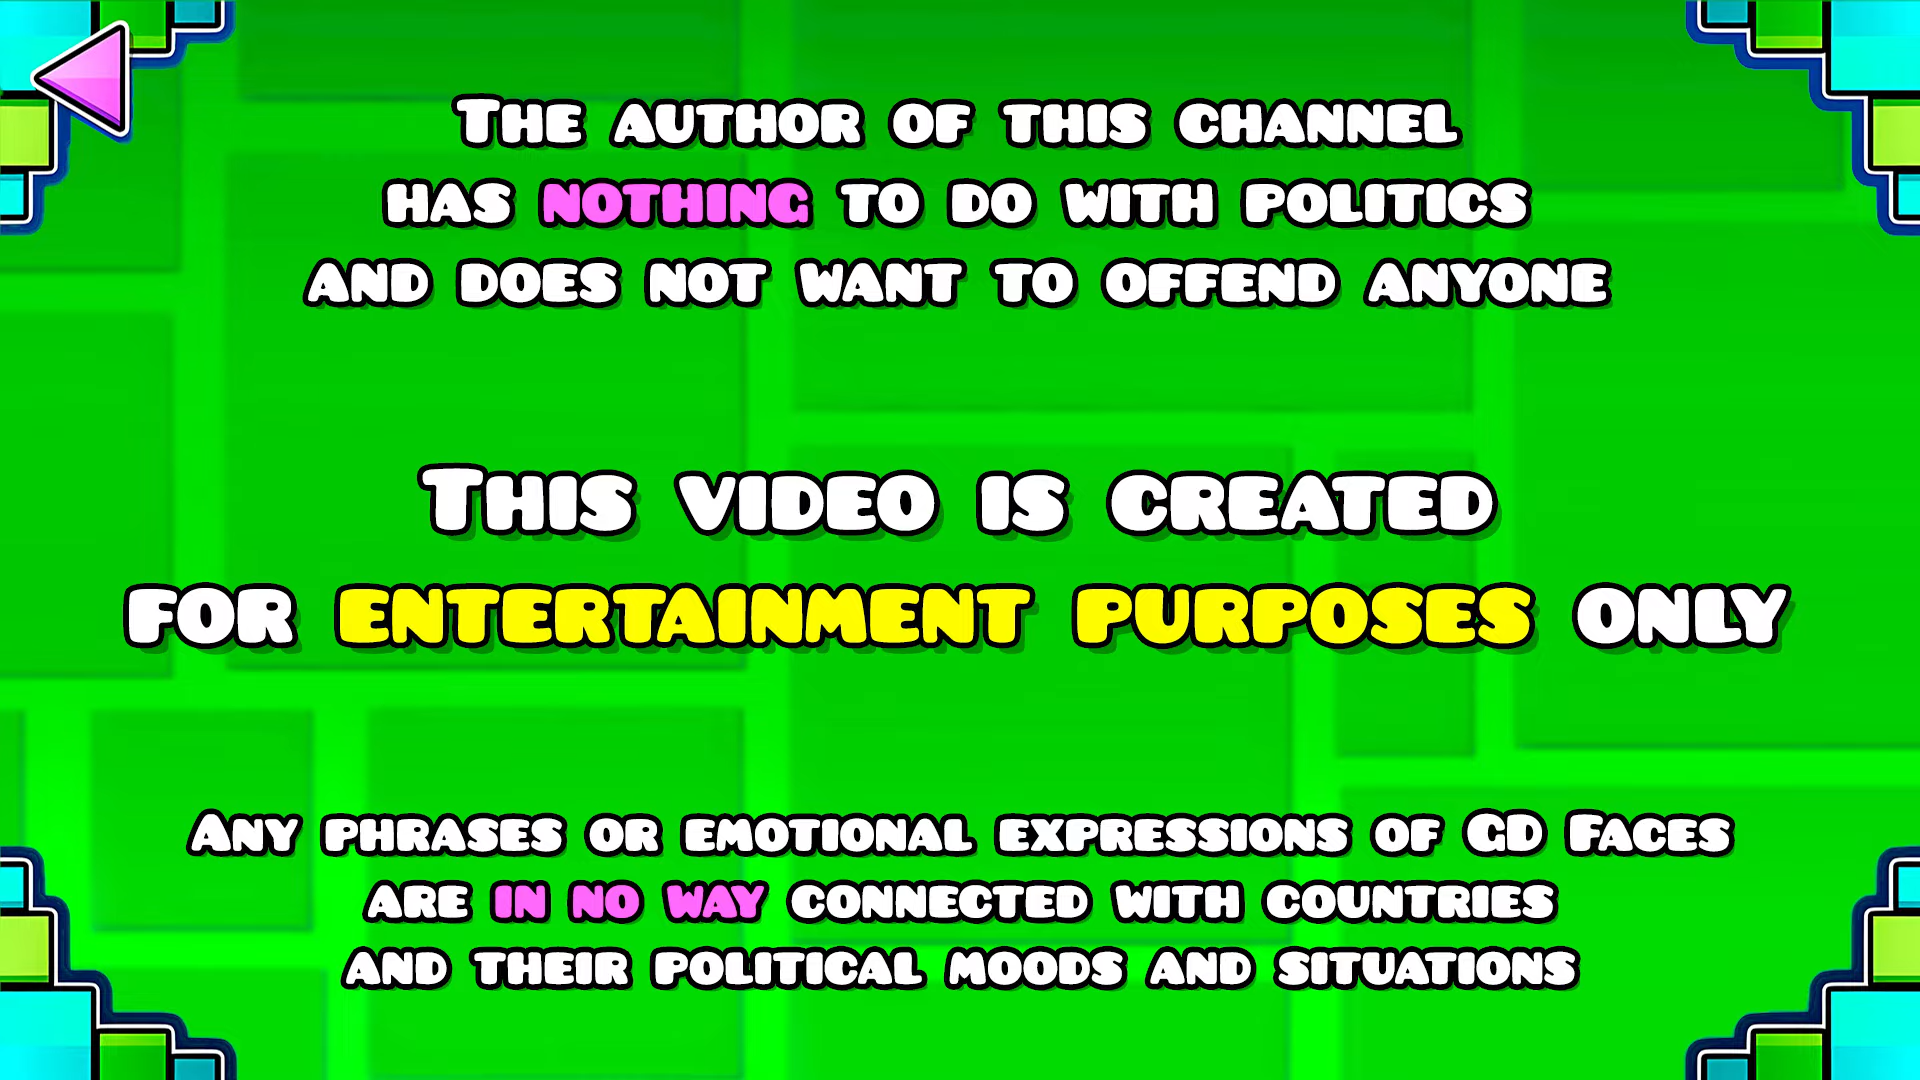 The author of this channel
has nothing to do with politics
and does not want to offend anyone
This video is created
for entertainment purposes only
Any phrases or emotional expressions of GD Faces
are in no way connected with countries
and their political moods and situations